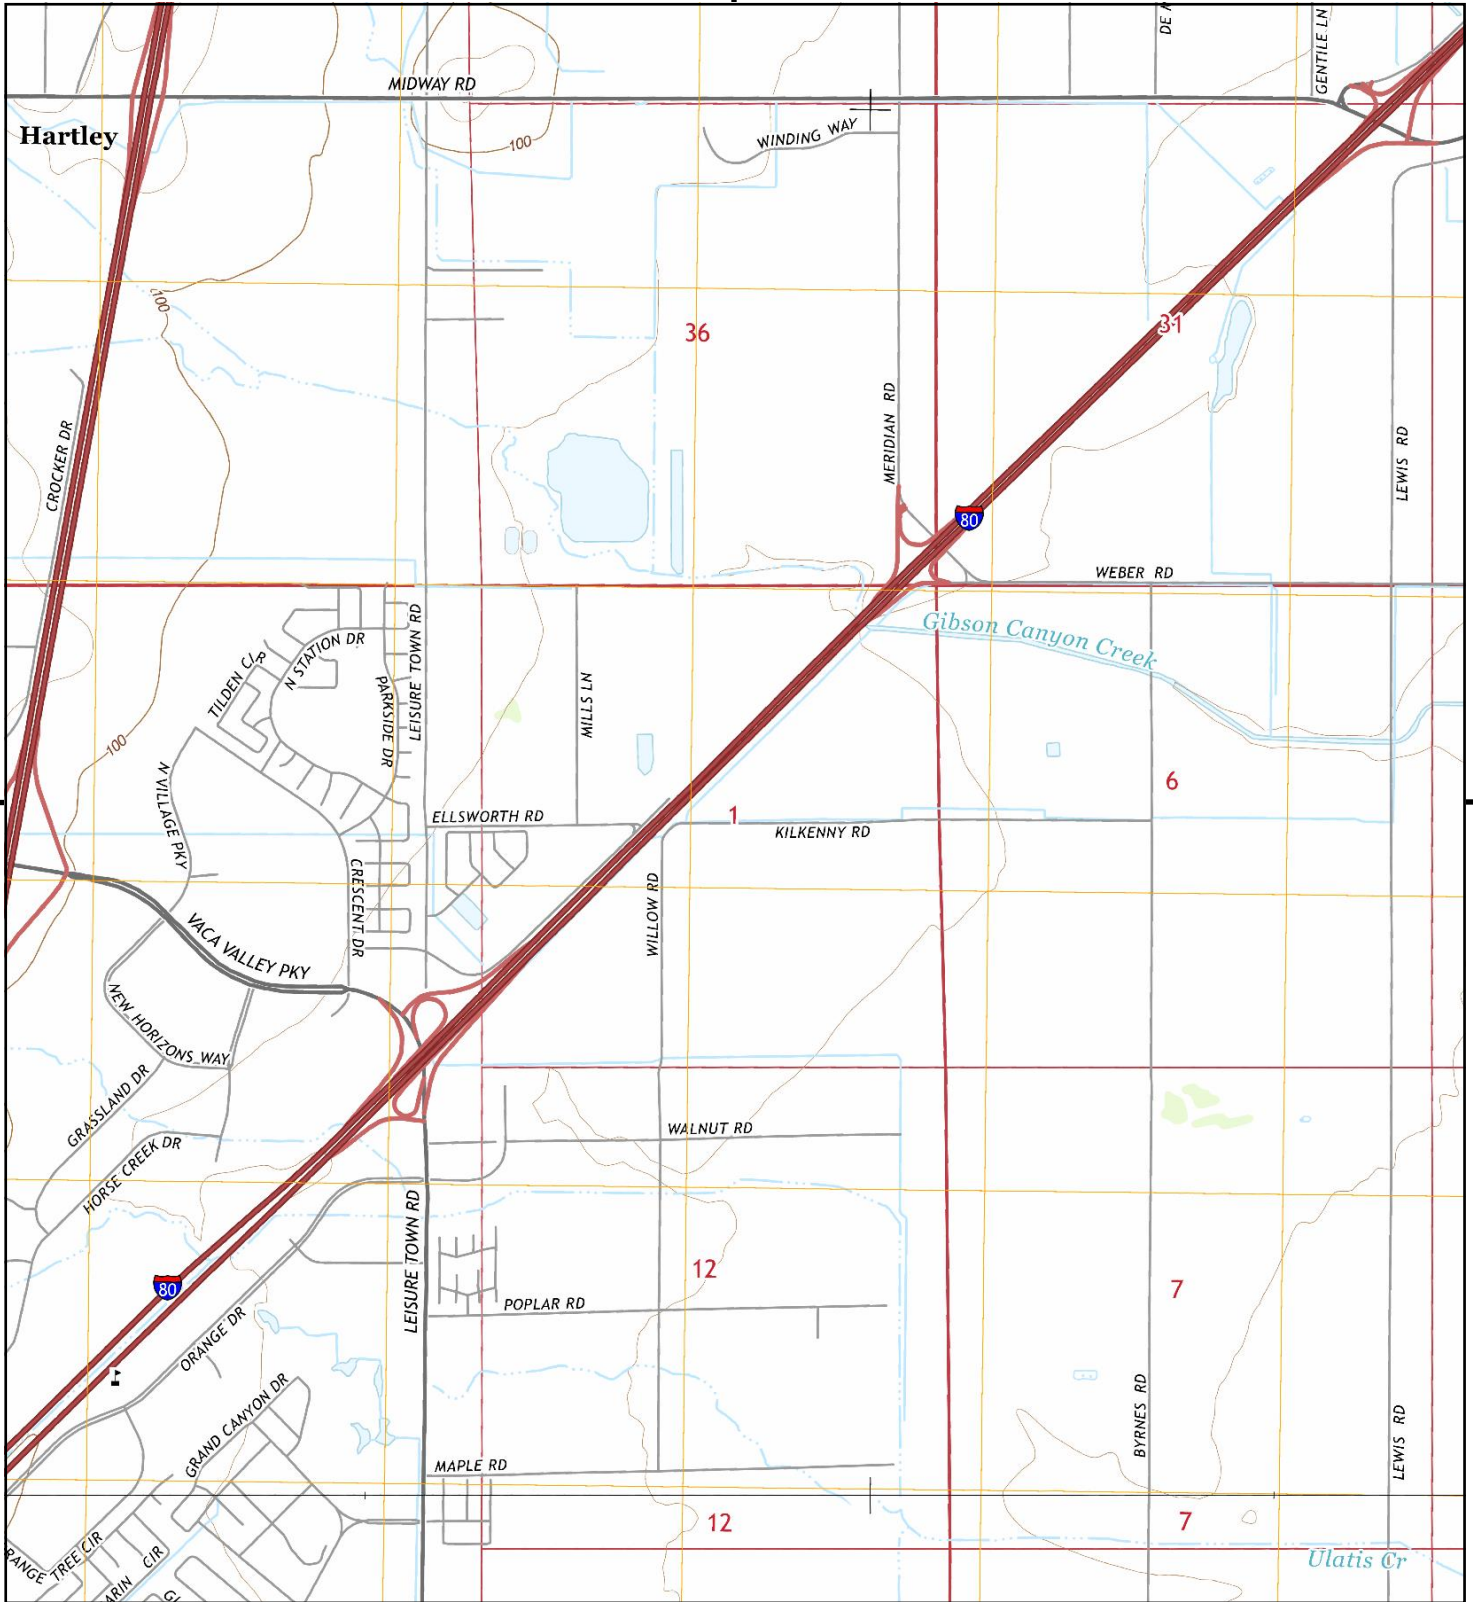 GENTILE LN
MIDWAY RD
Hartley
WINDING WAY
100
100
36
31
MERIDIAN RD
LEWIS RD
CROCKER DR
80
WEBER RD
Gibson Canyon Creek
N STATION DR
LEISURE TOWN RD
TILDEN CIR
PARKSIDE DR
MILLS LN
100
N VILLAGE PKY
6
1
ELLSWORTH RD
KILKENNY RD
CRESCENT DR
WILLOW RD
VACA VALLEY PKY
NEW HORIZONS WAY
GRASSLAND DR
WALNUT RD
HORSE CREEK DR
LEISURE TOWN RD
12
7
80
POPLAR RD
ORANGE DR
GRAND CANYON DR
BYRNES RD
LEWIS RD
MAPLE RD
12
7
TREE CIR
CIR
Ulatis Cr